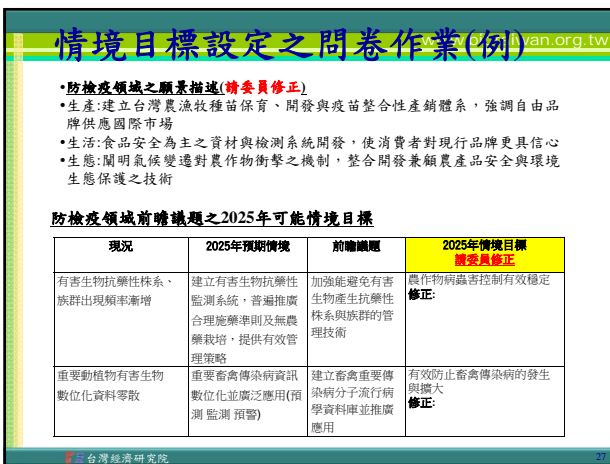 情境目標設定之問卷作業(例)
•防檢疫領域之願景描述(請委員修正)
•生產:建立台灣農漁牧種苗保育、開發與疫苗整合性產銷體系，強調自由品
牌供應國際市場
•生活:食品安全為主之資材與檢測系統開發，使消費者對現行品牌更具信心
•生態:闡明氣候變遷對農作物衝擊之機制，整合開發兼顧農產品安全與環境
生態保護之技術
防檢疫領域前瞻議題之2025年可能情境目標
現況
2025年預期情境
前瞻議題
2025年情境目標
請委員修正
有害生物抗藥性株系、
族群出現頻率漸增
建立有害生物抗藥性
監測系統，普遍推廣
合理施藥準則及無農
藥栽培，提供有效管
理策略
加強能避免有害
生物產生抗藥性
株系與族群的管
理技術
農作物病蟲害控制有效穩定
修正:
重要動植物有害生物
數位化資料零散
重要畜禽傳染病資訊
數位化並廣泛應用(預
測 監測 預警)
建立畜禽重要傳
染病分子流行病
學資料庫並推廣
應用
有效防止畜禽傳染病的發生
與擴大
修正:
台灣經濟研究院
27